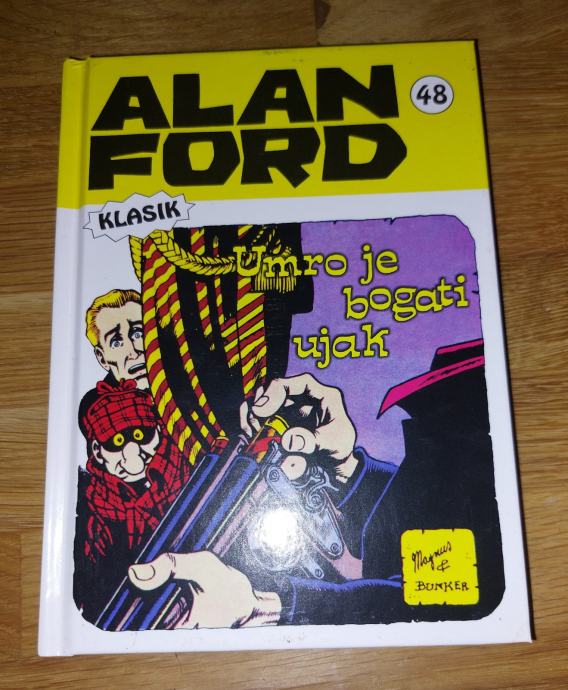 ALAN
FORD
48
KLASIK
Umro je
bogati
ujak
Magnus
&
BUNKER